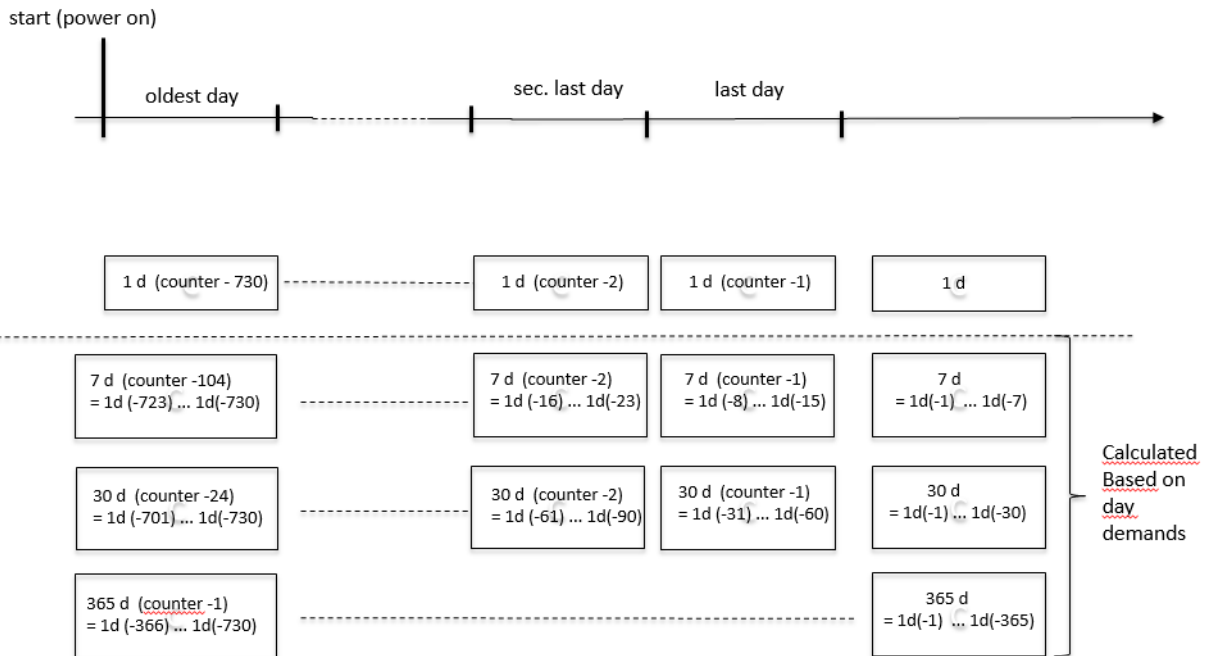 start (power on)
oldest day
sec. last day
last day
1 d (counter - 730)
1 d (counter -2)
1 d (counter -1)
1 d
7 d (counter -104)
= 1d (-723) ... 1d(-730)
7 d (counter -2)
= 1d (-16) ... 1d(-23)
7 d (counter -1)
= 1d (-8) ... 1d(-15)
7 d
= 1d(-1) ... 1d(-7)
30 d (counter -24)
= 1d (-701) ... 1d(-730)
30 d (counter -2)
= 1d (-61) ... 1d(-90)
30 d (counter -1)
= 1d (-31) ... 1d(-60)
30 d
= 1d(-1) ... 1d(-30)
365 d (counter -1)
= 1d (-366) ... 1d(-730)
365 d
= 1d(-1) ... 1d(-365)
Calculated
Based on
day
demands